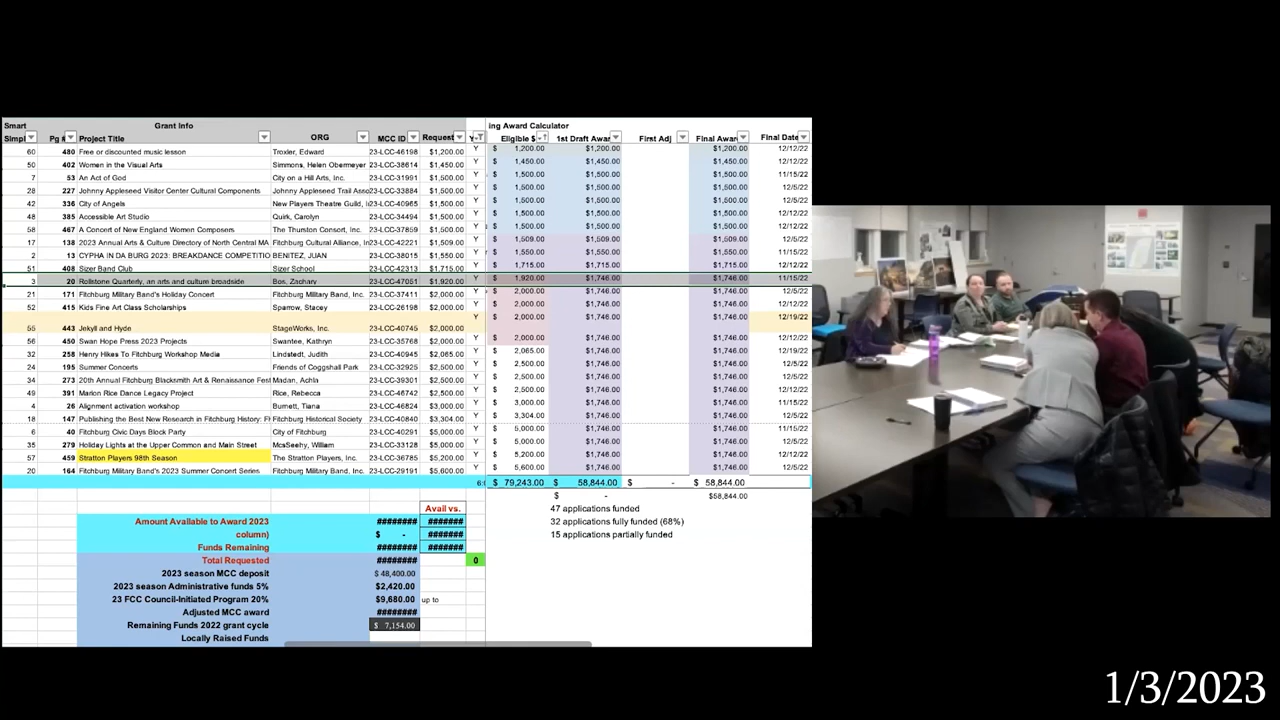 Smart Grant Info ing Award Calculator
Simpl Pg # Project Title ORG MCC ID Request Y Eligible $ 1st Draft Awar First Adj Final Awar Final Date
60 480 Free or discounted music lesson Troxler, Edward 23-LCC-46198 $1,200.00 Y $ 1,200.00 $1,200.00 $1,200.00 12/12/22
50 402 Women in the Visual Arts Simmons, Helen Obermeyer 23-LCC-38614 $1,450.00 Y $ 1,450.00 $1,450.00 $1,450.00 12/12/22
7 53 An Act of God City on a Hill Arts, Inc. 23-LCC-31991 $1,500.00 Y $ 1,500.00 $1,500.00 $1,500.00 11/15/22
28 227 Johnny Appleseed Visitor Center Cultural Components Johnny Appleseed Trail Asso 23-LCC-33884 $1,500.00 Y $ 1,500.00 $1,500.00 $1,500.00 12/5/22
42 336 City of Angels New Players Theatre Guild, I 23-LCC-40965 $1,500.00 Y $ 1,500.00 $1,500.00 $1,500.00 12/5/22
48 385 Accessible Art Studio Quirk, Carolyn 23-LCC-34494 $1,500.00 Y $ 1,500.00 $1,500.00 $1,500.00 12/12/22
58 467 A Concert of New England Women Composers The Thurston Consort, Inc. 23-LCC-37859 $1,500.00 Y $ 1,500.00 $1,500.00 $1,500.00 12/12/22
17 138 2023 Annual Arts & Culture Directory of North Central MA Fitchburg Cultural Alliance, In 23-LCC-42221 $1,509.00 Y $ 1,509.00 $1,509.00 $1,509.00 12/5/22
2 13 CYPHA IN DA BURG 2023: BREAKDANCE COMPETITIO BENITEZ, JUAN 23-LCC-38015 $1,550.00 Y $ 1,550.00 $1,550.00 $1,550.00 11/15/22
51 408 Sizer Band Club Sizer School 23-LCC-42313 $1,715.00 Y $ 1,715.00 $1,715.00 $1,715.00 12/12/22
3 20 Rollstone Quarterly, an arts and culture broadside Bos, Zachary 23-LCC-47051 $1,920.00 Y $ 1,920.00 $1,746.00 $1,746.00 11/15/22
21 171 Fitchburg Military Band's Holiday Concert Fitchburg Military Band, Inc. 23-LCC-37411 $2,000.00 Y $ 2,000.00 $1,746.00 $1,746.00 12/5/22
52 415 Kids Fine Art Class Scholarships Sparrow, Stacey 23-LCC-26198 $2,000.00 Y $ 2,000.00 $1,746.00 $1,746.00 12/12/22
55 443 Jekyll and Hyde StageWorks, Inc. 23-LCC-40745 $2,000.00 Y $ 2,000.00 $1,746.00 $1,746.00 12/19/22
56 450 Swan Hope Press 2023 Projects Swantee, Kathryn 23-LCC-35768 $2,000.00 Y $ 2,000.00 $1,746.00 $1,746.00 12/12/22
32 258 Henry Hikes To Fitchburg Workshop Media Lindstedt, Judith 23-LCC-40945 $2,065.00 Y $ 2,065.00 $1,746.00 $1,746.00 12/19/22
24 195 Summer Concerts Friends of Coggshall Park 23-LCC-32925 $2,500.00 Y $ 2,500.00 $1,746.00 $1,746.00 12/5/22
34 273 20th Annual Fitchburg Blacksmith Art & Renaissance Fest Madan, Achla 23-LCC-39301 $2,500.00 Y $ 2,500.00 $1,746.00 $1,746.00 12/5/22
49 391 Marion Rice Dance Legacy Project Rice, Rebecca 23-LCC-46742 $2,500.00 Y $ 2,500.00 $1,746.00 $1,746.00 12/12/22
4 26 Alignment activation workshop Burnett, Tiana 23-LCC-46824 $3,000.00 Y $ 3,000.00 $1,746.00 $1,746.00 11/15/22
18 147 Publishing the Best New Research in Fitchburg History: Fitchburg Historical Society 23-LCC-40840 $3,304.00 Y $ 3,304.00 $1,746.00 $1,746.00 12/5/22
6 40 Fitchburg Civic Days Block Party City of Fitchburg 23-LCC-40291 $5,000.00 Y $ 5,000.00 $1,746.00 $1,746.00 11/15/22
35 279 Holiday Lights at the Upper Common and Main Street McSeehy, William 23-LCC-33128 $5,000.00 Y $ 5,000.00 $1,746.00 $1,746.00 12/5/22
57 459 Stratton Players 98th Season The Stratton Players, Inc. 23-LCC-36785 $5,200.00 Y $ 5,200.00 $1,746.00 $1,746.00 12/12/22
20 164 Fitchburg Military Band's 2023 Summer Concert Series Fitchburg Military Band, Inc. 23-LCC-29191 $5,600.00 Y $ 5,600.00 $1,746.00 $1,746.00 12/5/22
$ 79,243.00 $ 58,844.00 $ - $ 58,844.00
$ - $58,844.00
Avail vs. 47 applications funded
Amount Available to Award 2023 ######## ####### 32 applications fully funded (68%)
column) $ - ####### 15 applications partially funded
Funds Remaining ######## #######
Total Requested ######## 0
2023 season MCC deposit $ 48,400.00
2023 season Administrative funds 5% $2,420.00
23 FCC Council-Initiated Program 20% $9,680.00 up to
Adjusted MCC award ########
Remaining Funds 2022 grant cycle $ 7,154.00
Locally Raised Funds
1/3/2023